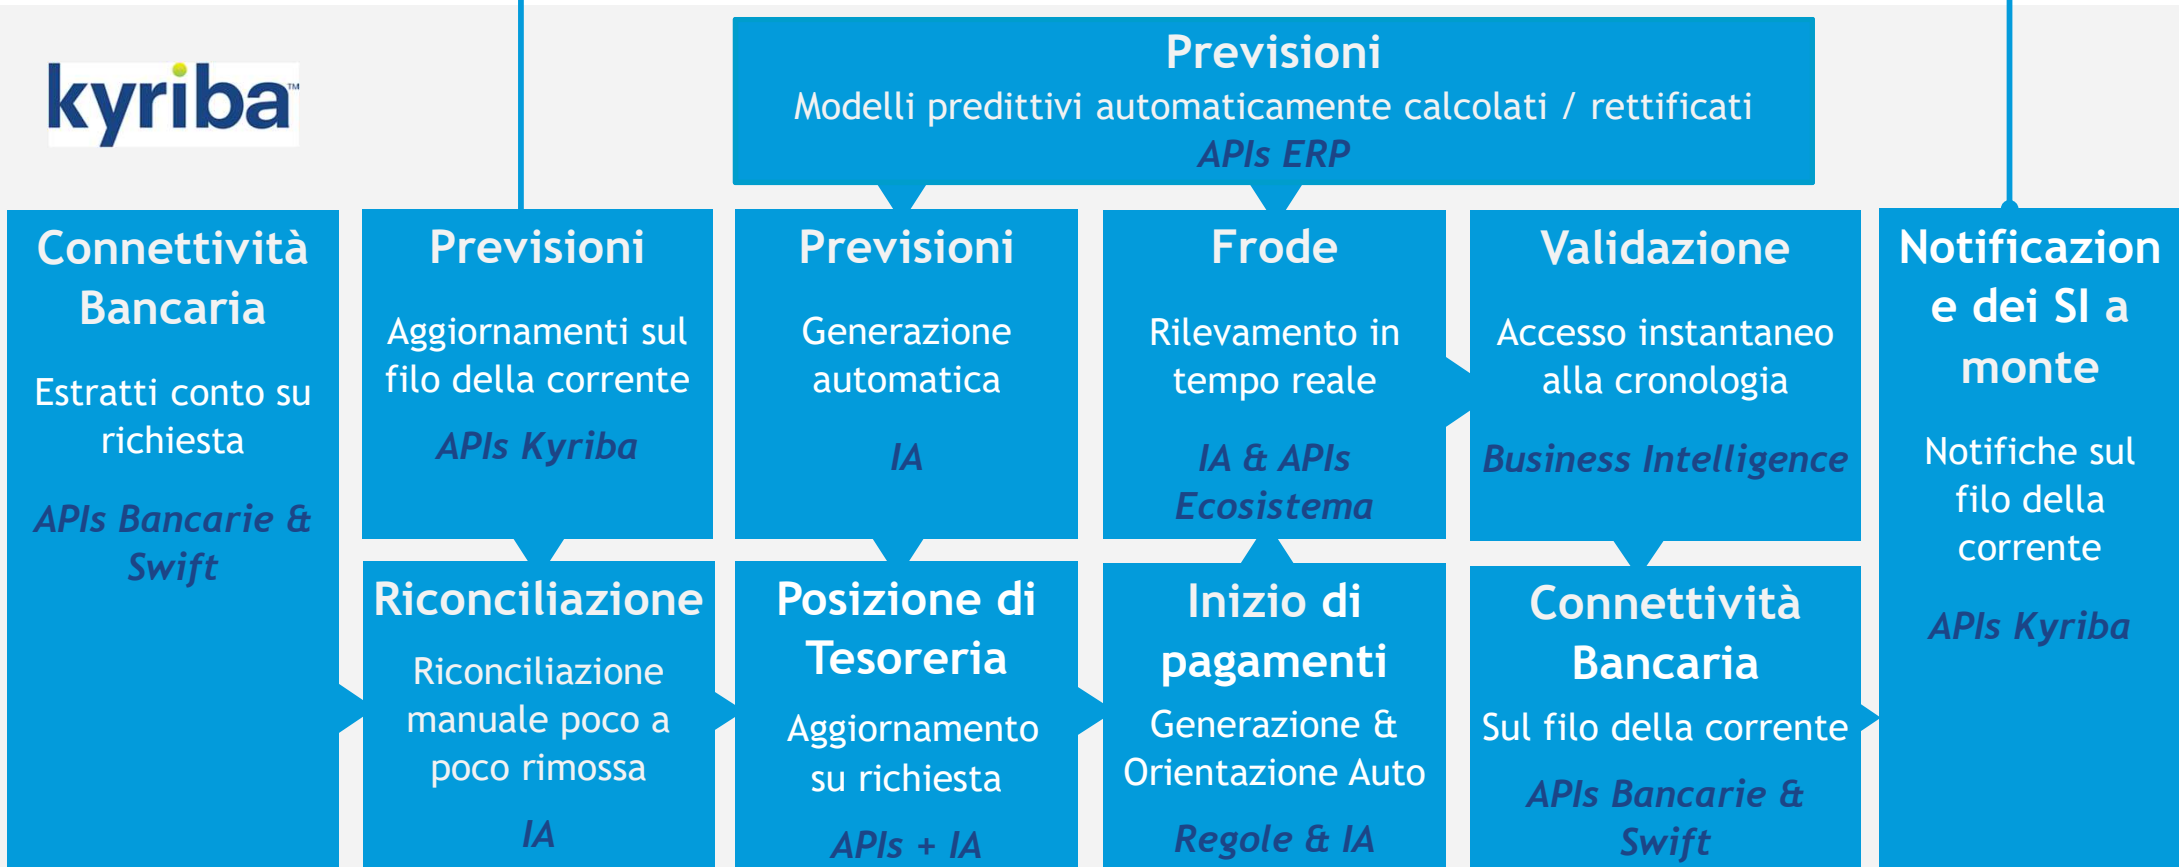 kyriba™
Previsioni
Modelli predittivi automaticamente calcolati / rettificati
APIs ERP
Connettività
Bancaria
Estratti conto su
richiesta
APIs Bancarie &
Swift
Previsioni
Aggiornamenti sul
filo della corrente
APIs Kyriba
Riconciliazione
Riconciliazione
manuale poco a
poco rimossa
IA
Previsioni
Generazione
automatica
IA
Posizione di
Tesoreria
Aggiornamento
su richiesta
APIs + IA
Frode
Rilevamento in
tempo reale
IA & APIs
Ecosistema
Inizio di
pagamenti
Generazione &
Orientazione Auto
Regole & IA
Validazione
Accesso instantaneo
alla cronologia
Business Intelligence
Connettività
Bancaria
Sul filo della corrente
APIs Bancarie &
Swift
Notificazion
e dei SI a
monte
Notifiche sul
filo della
corrente
APIs Kyriba